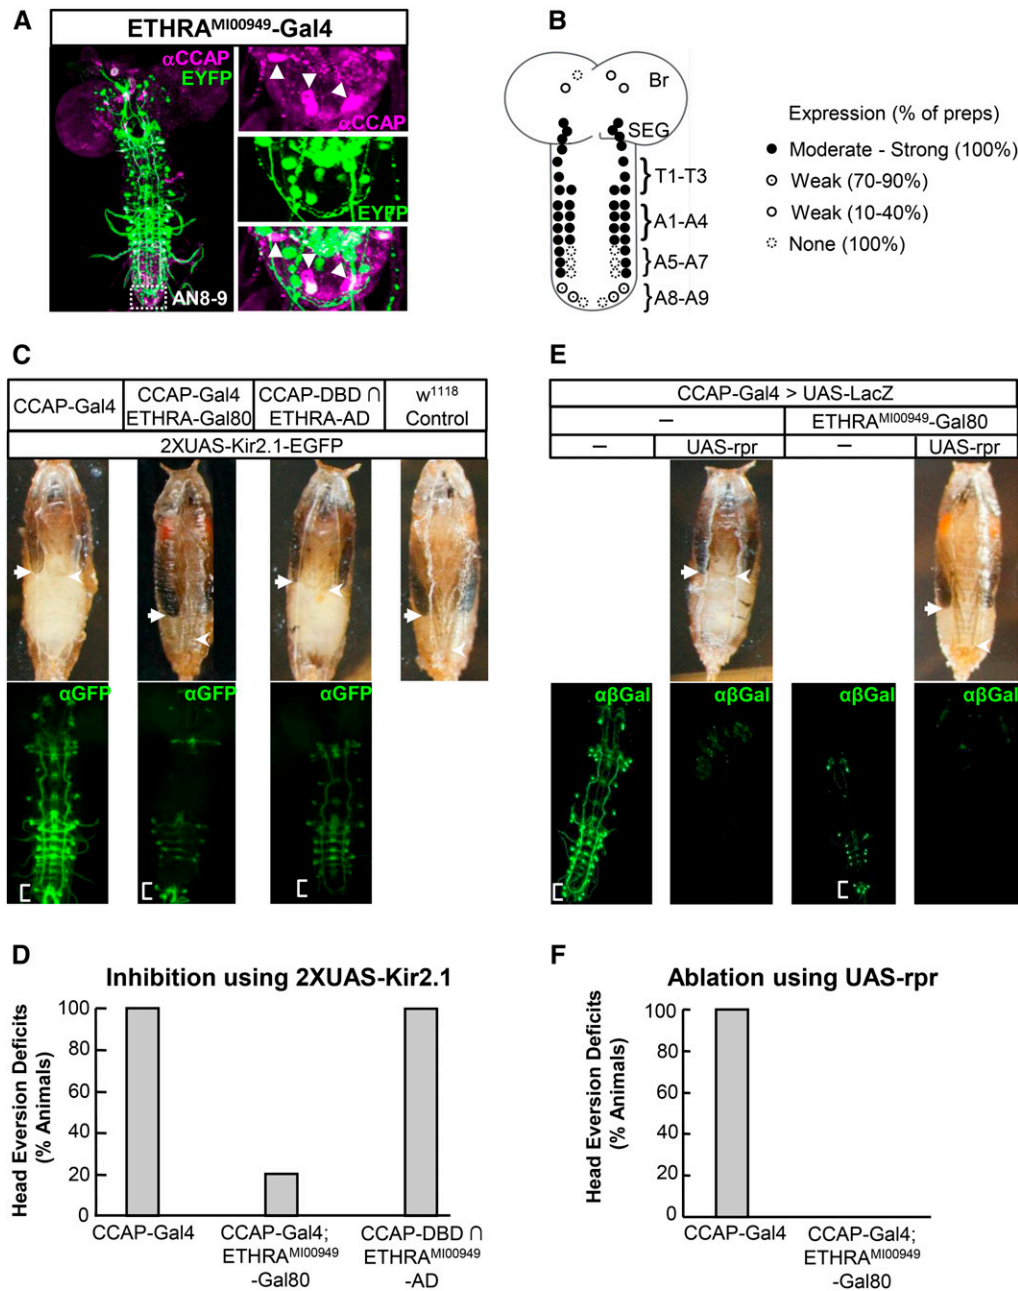 A
ETHRA^MI00949-Gal4
αCCAP
EYFP
AN8-9
αCCAP
EYFP
B
Br
SEG
T1-T3
A1-A4
A5-A7
A8-A9
Expression (% of preps)
Moderate - Strong (100%)
Weak (70-90%)
Weak (10-40%)
None (100%)
C
CCAP-Gal4
CCAP-Gal4
ETHRA-Gal80
CCAP-DBD ∩
ETHRA-AD
w^1118
Control
2XUAS-Kir2.1-EGFP
αGFP
αGFP
αGFP
E
CCAP-Gal4 > UAS-LacZ
–
ETHRA^MI00949-Gal80
–
UAS-rpr
–
UAS-rpr
αβGal
αβGal
αβGal
αβGal
D
Inhibition using 2XUAS-Kir2.1
Head Eversion Deficits
(% Animals)
100
80
60
40
20
0
CCAP-Gal4
CCAP-Gal4;
ETHRA^MI00949
-Gal80
CCAP-DBD ∩
ETHRA^MI00949
-AD
F
Ablation using UAS-rpr
Head Eversion Deficits
(% Animals)
100
80
60
40
20
0
CCAP-Gal4
CCAP-Gal4;
ETHRA^MI00949
-Gal80